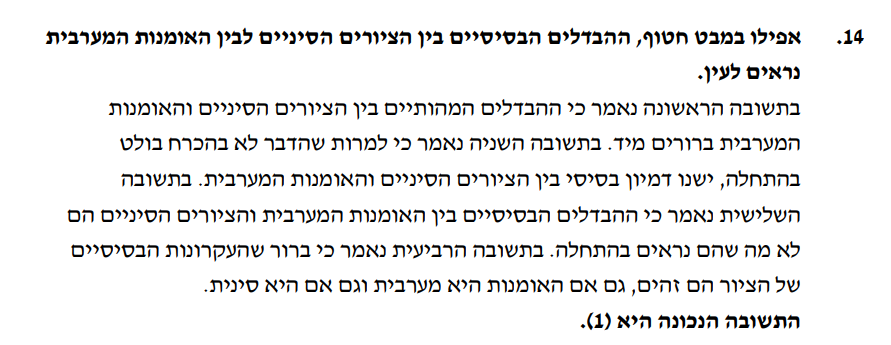 14. אפילו במבט חטוף, ההבדלים הבסיסיים בין הציורים הסיניים לבין האומנות המערבית
נראים לעין.
בתשובה הראשונה נאמר כי ההבדלים המהותיים בין הציורים הסיניים והאומנות
המערבית ברורים מיד. בתשובה השניה נאמר כי למרות שהדבר לא בהכרח בולט
בהתחלה, ישנו דמיון בסיסי בין הציורים הסיניים והאומנות המערבית. בתשובה
השלישית נאמר כי ההבדלים הבסיסיים בין האומנות המערבית והציורים הסיניים הם
לא מה שהם נראים בהתחלה. בתשובה הרביעית נאמר כי ברור שהעקרונות הבסיסיים
של הציור הם זהים, גם אם האומנות היא מערבית וגם אם היא סינית.
התשובה הנכונה היא (1).